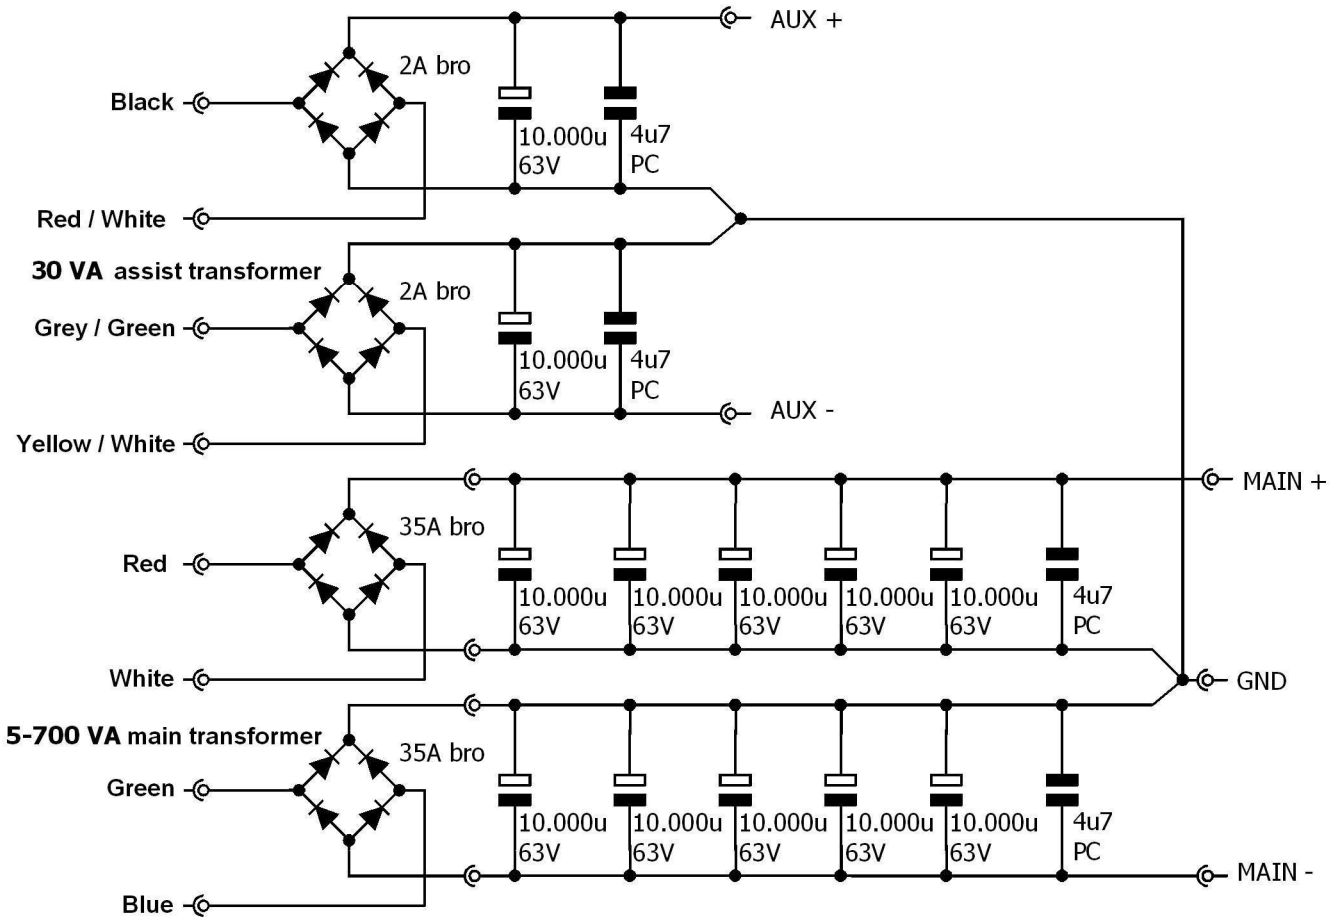 AUX +
2A bro
Black
10.000u
63V
4u7
PC
Red / White
30 VA assist transformer
2A bro
Grey / Green
10.000u
63V
4u7
PC
AUX -
Yellow / White
MAIN +
35A bro
Red
10.000u 10.000u 10.000u 10.000u 10.000u 4u7
63V 63V 63V 63V 63V PC
White
GND
5-700 VA main transformer
35A bro
Green
10.000u 10.000u 10.000u 10.000u 10.000u 4u7
63V 63V 63V 63V 63V PC
MAIN -
Blue